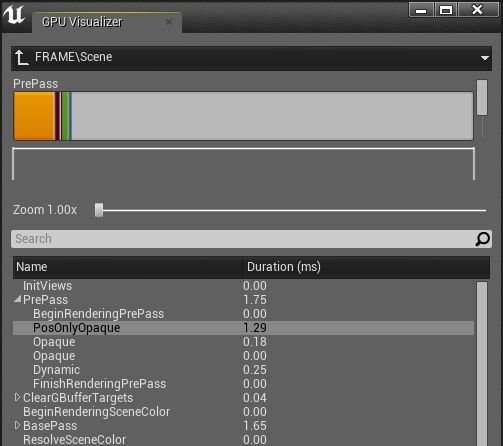 GPU Visualizer
FRAME\Scene
PrePass
Zoom 1.00x
Search
Name Duration (ms)
InitViews 0.00
PrePass 1.75
BeginRenderingPrePass 0.00
PosOnlyOpaque 1.29
Opaque 0.18
Opaque 0.00
Dynamic 0.25
FinishRenderingPrePass 0.00
ClearGBufferTargets 0.04
BeginRenderingSceneColor 0.00
BasePass 1.65
ResolveSceneColor 0.00